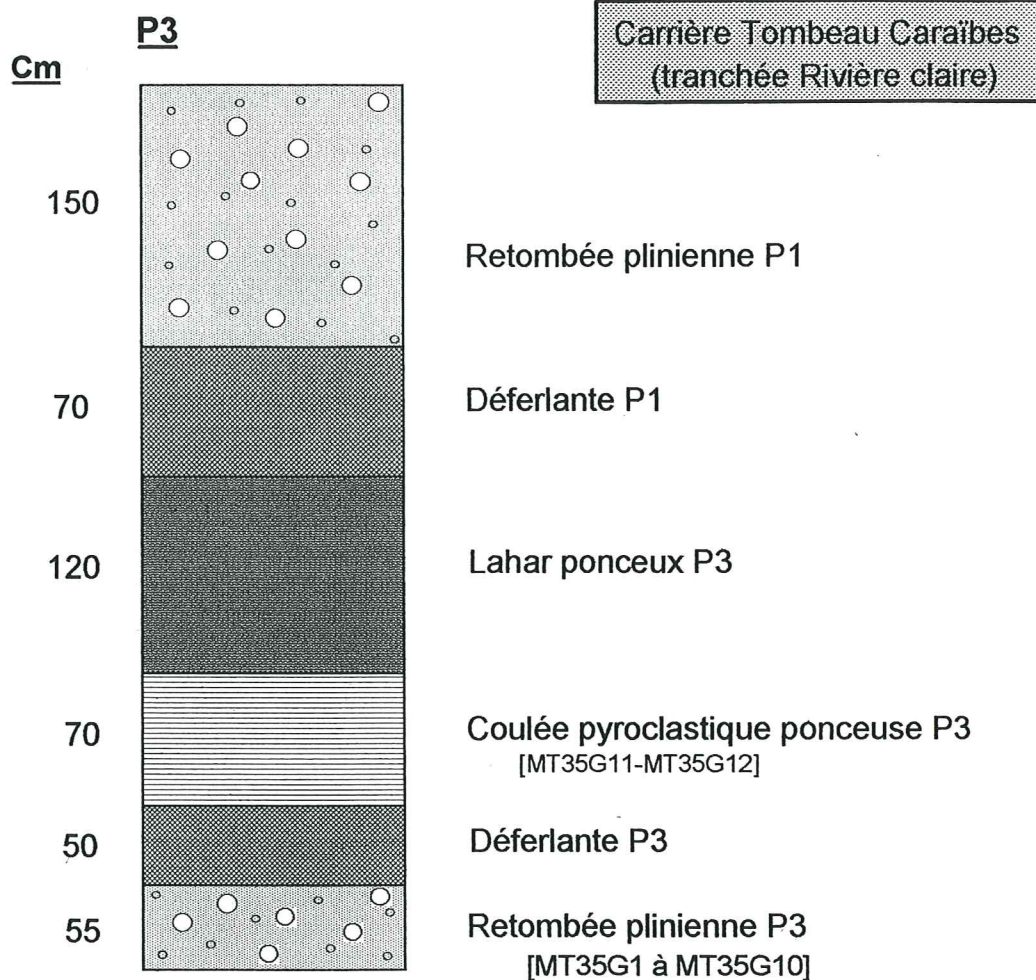 P3
Carrière Tombeau Caraïbes
(tranchée Rivière claire)
Cm
150
Retombée plinienne P1
70
Déferlante P1
120
Lahar ponceux P3
70
Coulée pyroclastique ponceuse P3
[MT35G11-MT35G12]
50
Déferlante P3
55
Retombée plinienne P3
[MT35G1 à MT35G10]